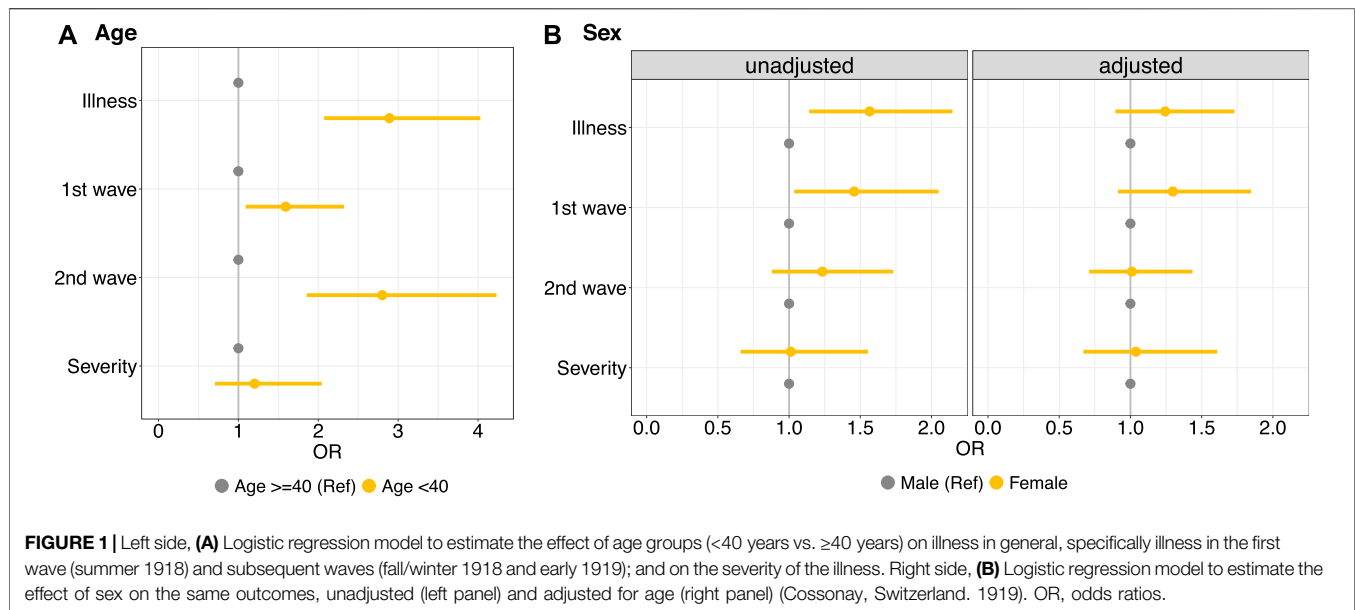 A Age
Illness
1st wave
2nd wave
Severity
0 1 2 3 4
OR
Age >=40 (Ref) Age <40
B Sex
unadjusted adjusted
Illness
1st wave
2nd wave
Severity
0.0 0.5 1.0 1.5 2.0 0.0 0.5 1.0 1.5 2.0
OR
Male (Ref) Female
FIGURE 1 | Left side, (A) Logistic regression model to estimate the effect of age groups (<40 years vs. ≥40 years) on illness in general, specifically illness in the first
wave (summer 1918) and subsequent waves (fall/winter 1918 and early 1919); and on the severity of the illness. Right side, (B) Logistic regression model to estimate the
effect of sex on the same outcomes, unadjusted (left panel) and adjusted for age (right panel) (Cossonay, Switzerland. 1919). OR, odds ratios.